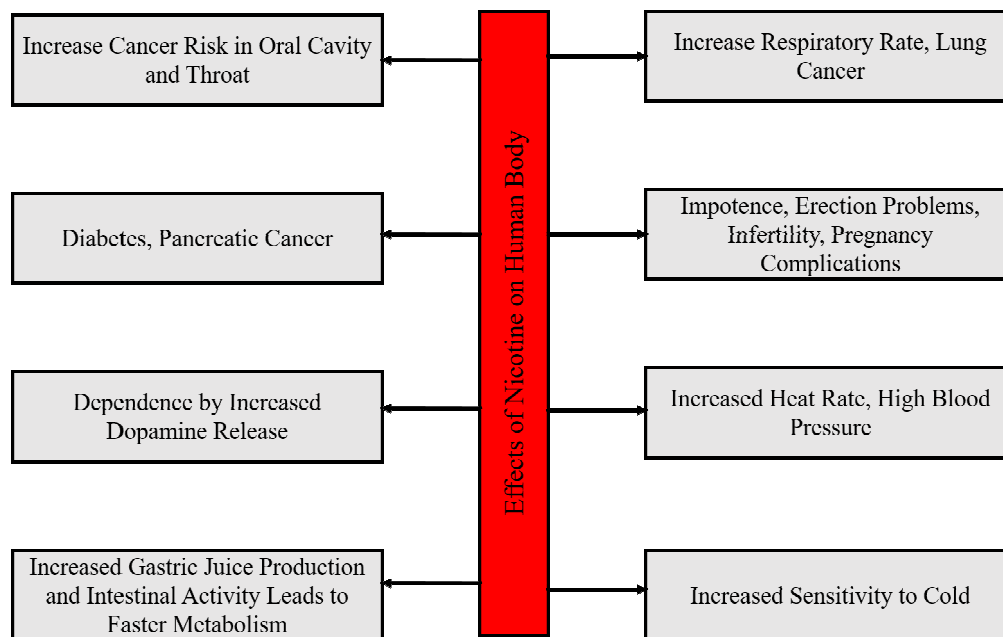 Increase Cancer Risk in Oral Cavity
and Throat
Diabetes, Pancreatic Cancer
Dependence by Increased
Dopamine Release
Increased Gastric Juice Production
and Intestinal Activity Leads to
Faster Metabolism
Effects of Nicotine on Human Body
Increase Respiratory Rate, Lung
Cancer
Impotence, Erection Problems,
Infertility, Pregnancy
Complications
Increased Heat Rate, High Blood
Pressure
Increased Sensitivity to Cold